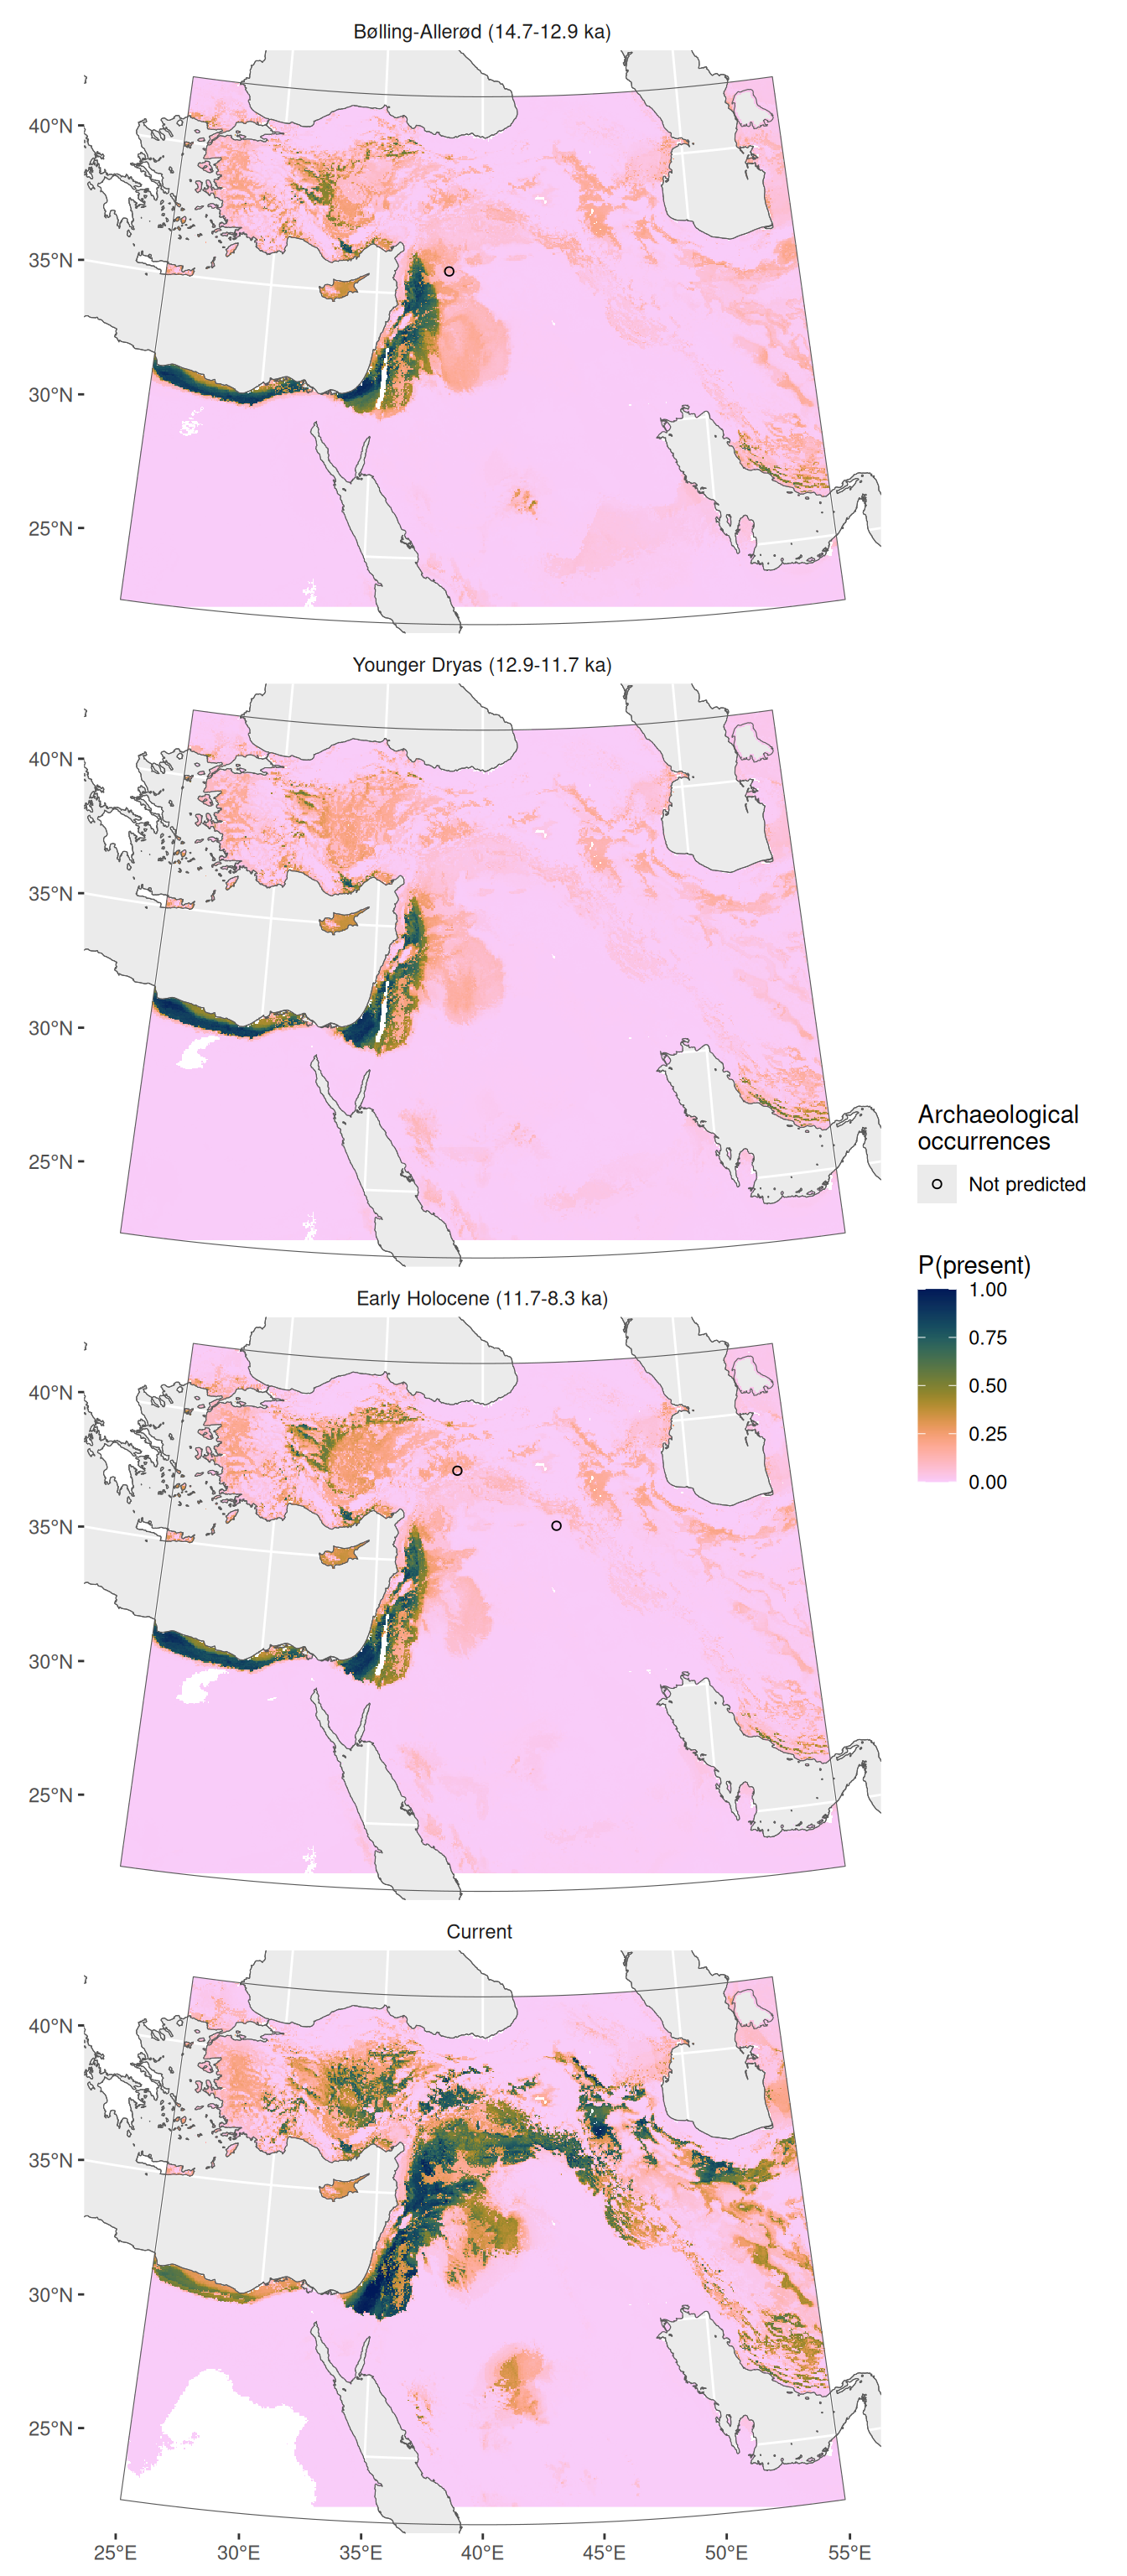 Bølling-Allerød (14.7-12.9 ka)
40°N
35°N
30°N
25°N
Younger Dryas (12.9-11.7 ka)
40°N
35°N
30°N
25°N
Archaeological
occurrences
Not predicted
P(present)
1.00
0.75
0.50
0.25
0.00
Early Holocene (11.7-8.3 ka)
40°N
35°N
30°N
25°N
Current
40°N
35°N
30°N
25°N
25°E 30°E 35°E 40°E 45°E 50°E 55°E